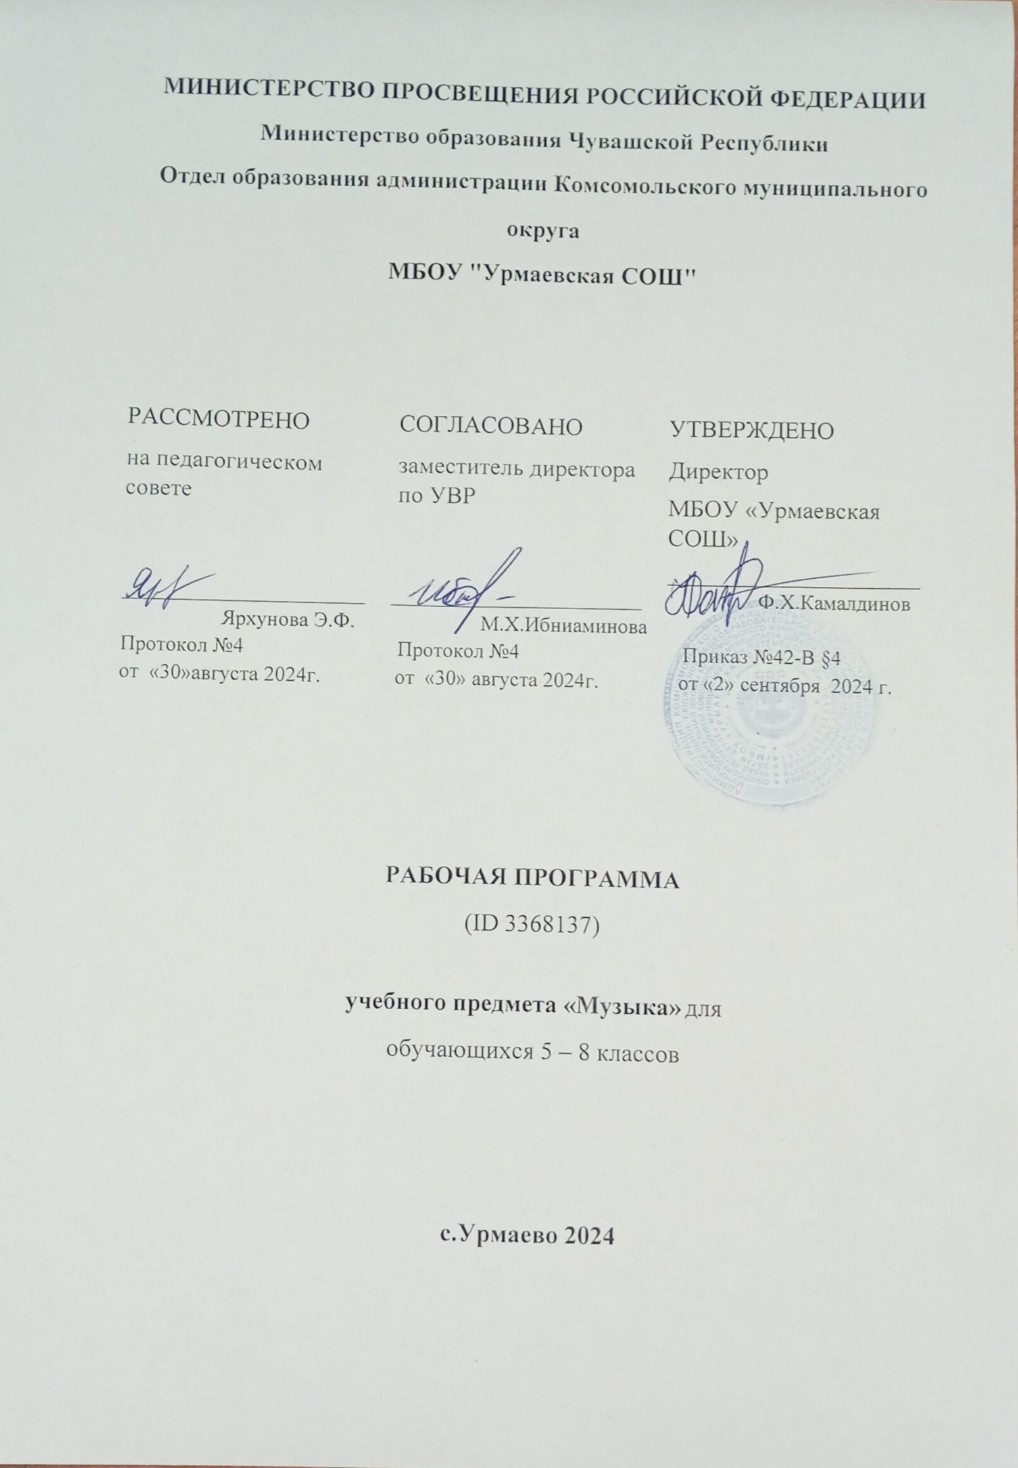 МИНИСТЕРСТВО ПРОСВЕЩЕНИЯ РОССИЙСКОЙ ФЕДЕРАЦИИ
Министерство образования Чувашской Республики
Отдел образования администрации Комсомольского муниципального
округа
МБОУ "Урмаевская СОШ"
РАССМОТРЕНО
на педагогическом
совете
Ярхунова Э.Ф.
Протокол №4
от «30»августа 2024г.
СОГЛАСОВАНО
заместитель директора
по УВР
М.Х.Ибниаминова
Протокол №4
от «30» августа 2024г.
УТВЕРЖДЕНО
Директор
МБОУ «Урмаевская
СОШ»
Ф.Х.Камалдинов
Приказ №42-В §4
от «2» сентября 2024 г.
РАБОЧАЯ ПРОГРАММА
(ID 3368137)
учебного предмета «Музыка» для
обучающихся 5 – 8 классов
с.Урмаево 2024